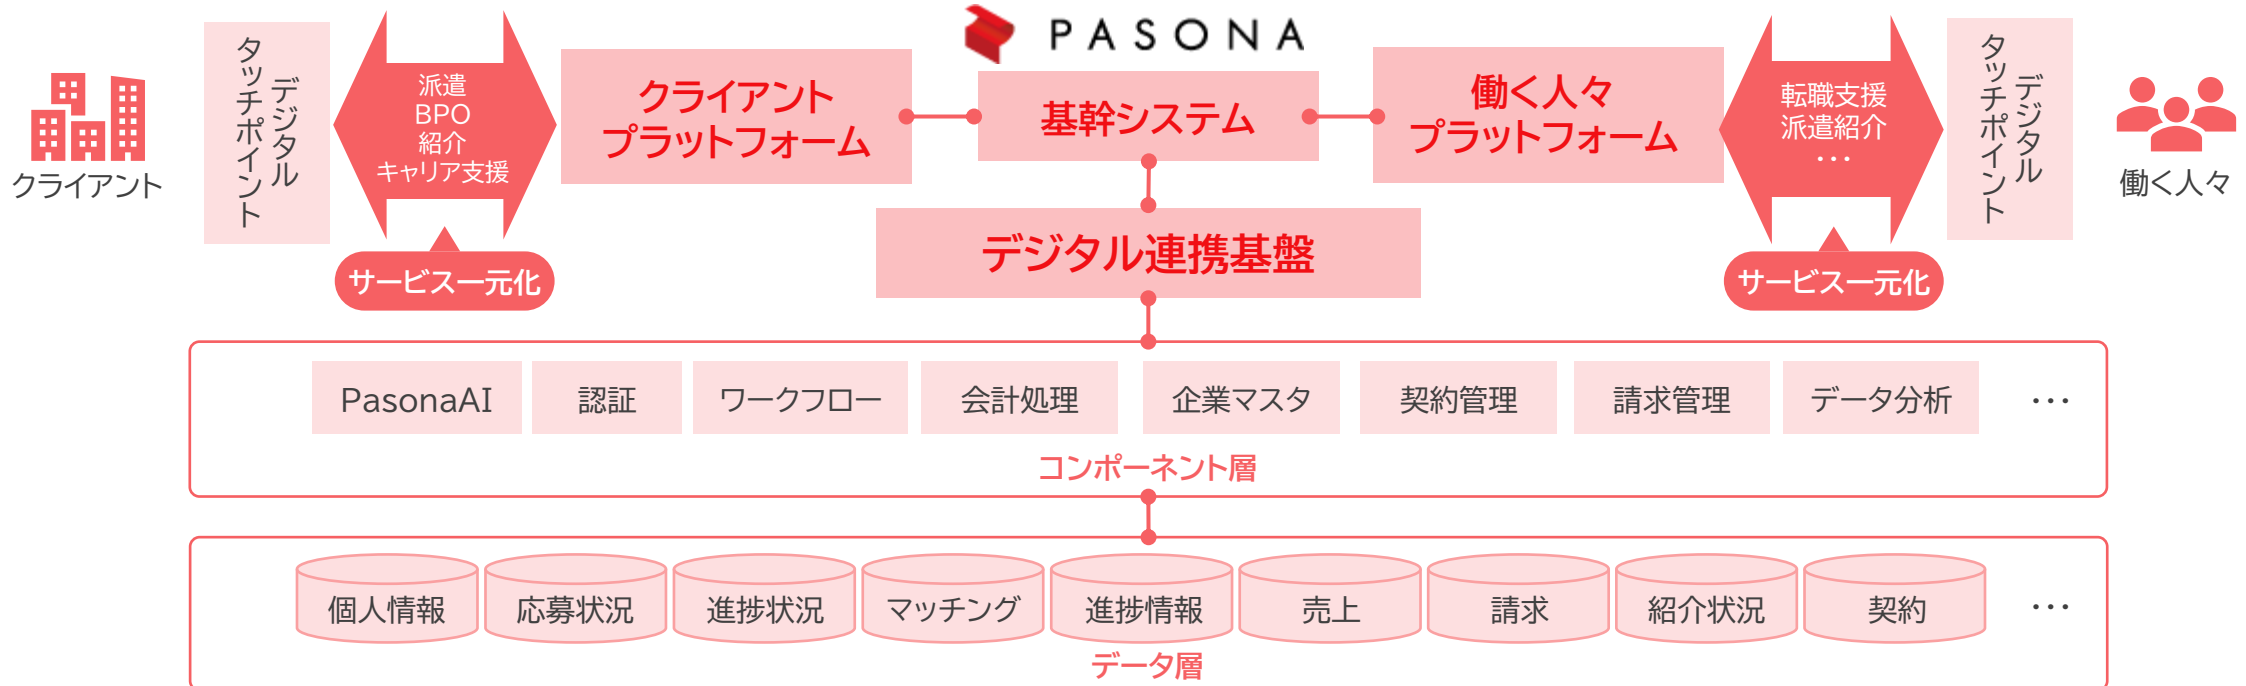 PASONA
クライアント
デジタル
タッチポイント
派遣
BPO
紹介
キャリア支援
サービス一元化
クライアント
プラットフォーム
基幹システム
働く人々
プラットフォーム
転職支援
派遣紹介
・・・
サービス一元化
デジタル
タッチポイント
働く人々
デジタル連携基盤
PasonaAI
認証
ワークフロー
会計処理
企業マスタ
契約管理
請求管理
データ分析
・・・
コンポーネント層
個人情報
応募状況
進捗状況
マッチング
進捗情報
売上
請求
紹介状況
契約
・・・
データ層